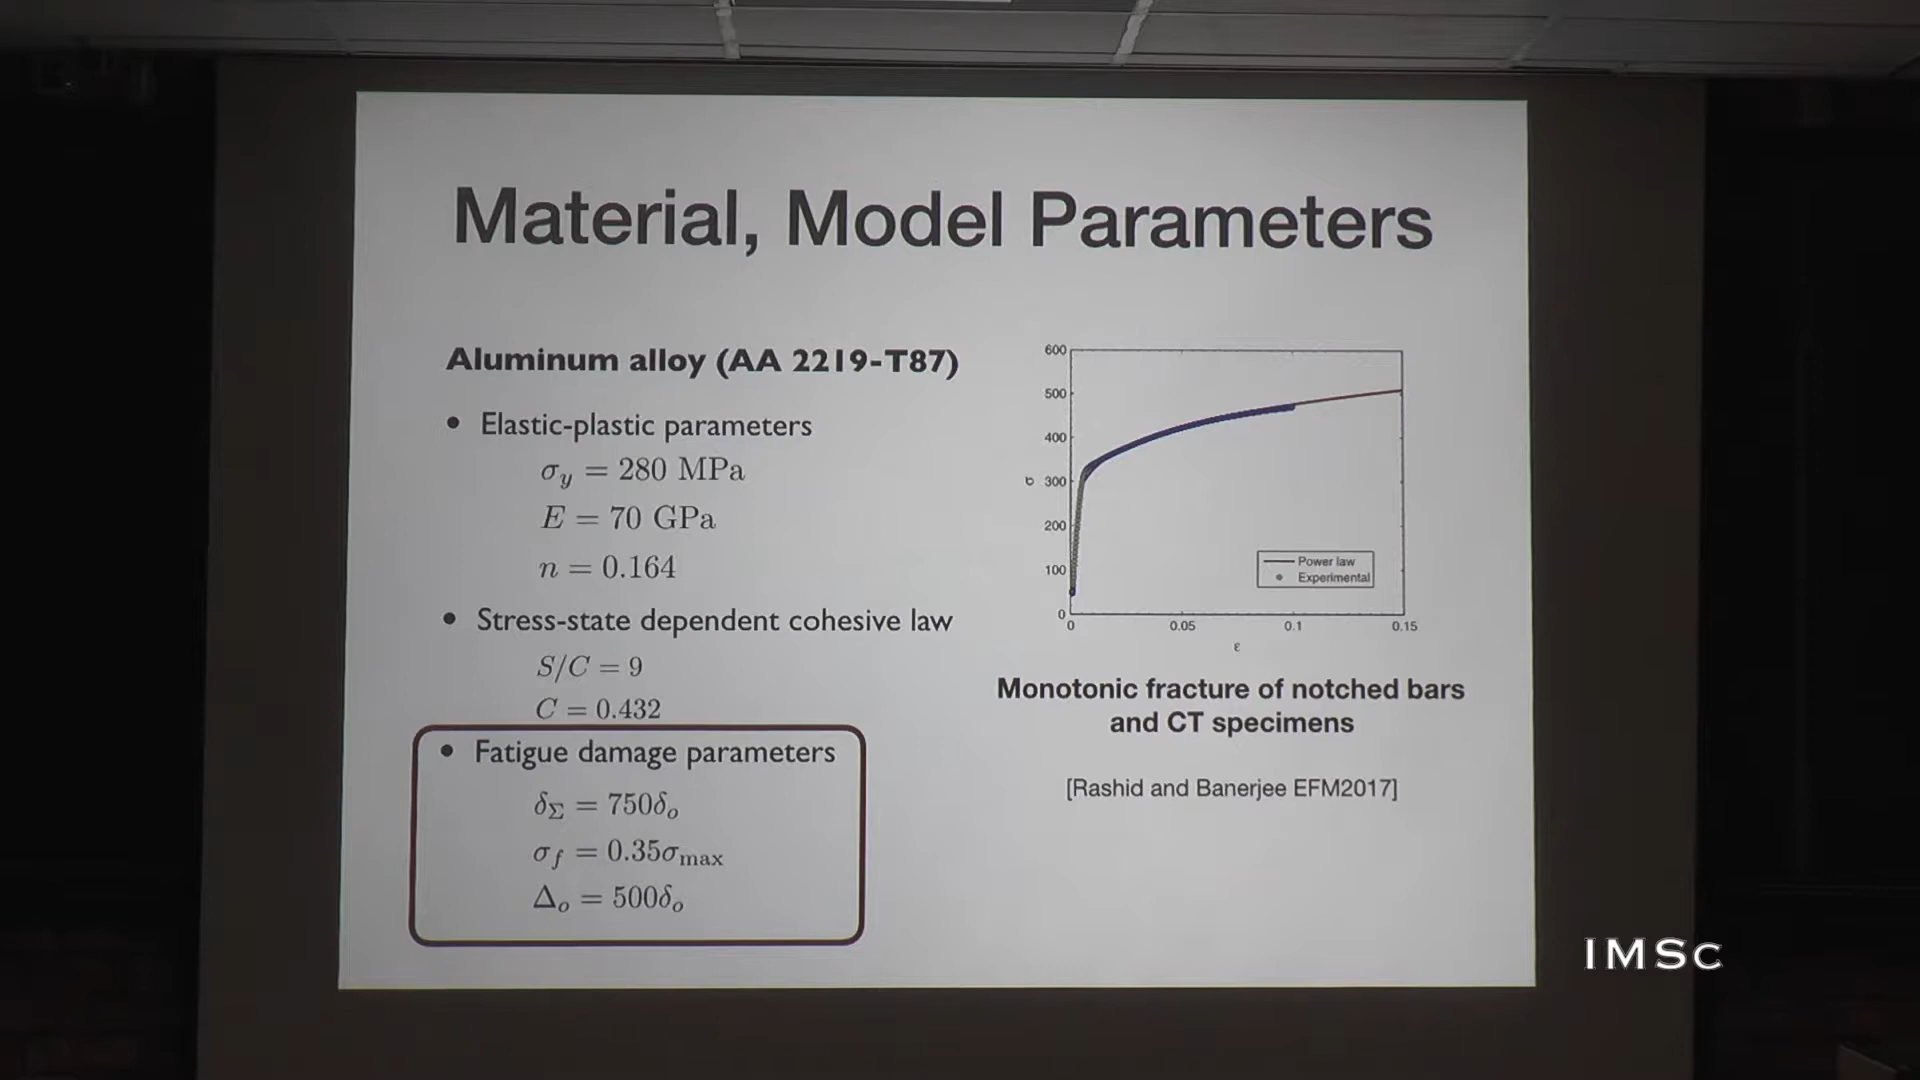 Material, Model Parameters
Aluminum alloy (AA 2219-T87)
• Elastic-plastic parameters
σ_y = 280 MPa
E = 70 GPa
n = 0.164
• Stress-state dependent cohesive law
S/C = 9
C = 0.432
• Fatigue damage parameters
δ_Σ = 750δ_o
σ_f = 0.35σ_max
Δ_o = 500δ_o
600
500
400
σ 300
200
100
0
Power law
Experimental
0 0.05 0.1 0.15
ε
Monotonic fracture of notched bars
and CT specimens
[Rashid and Banerjee EFM2017]
IMSc